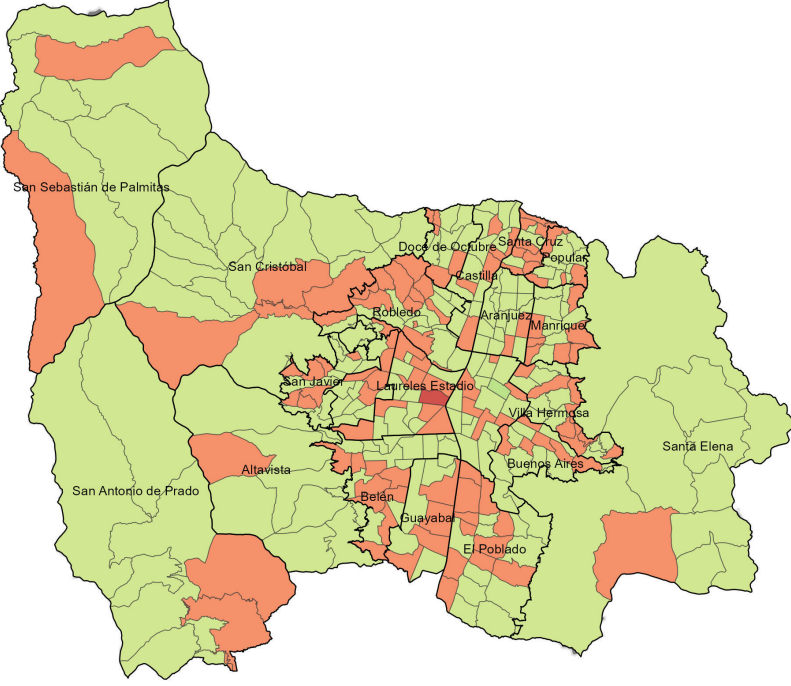 San Sebastián de Palmitas
Doce de Octubre
Santa Cruz
Popular
San Cristóbal
Castilla
Robledo
Aranjuez
Manrique
San Javier
Laureles Estadio
Villa Hermosa
Santa Elena
Altavista
Buenos Aires
San Antonio de Prado
Belén
Guayabal
El Poblado